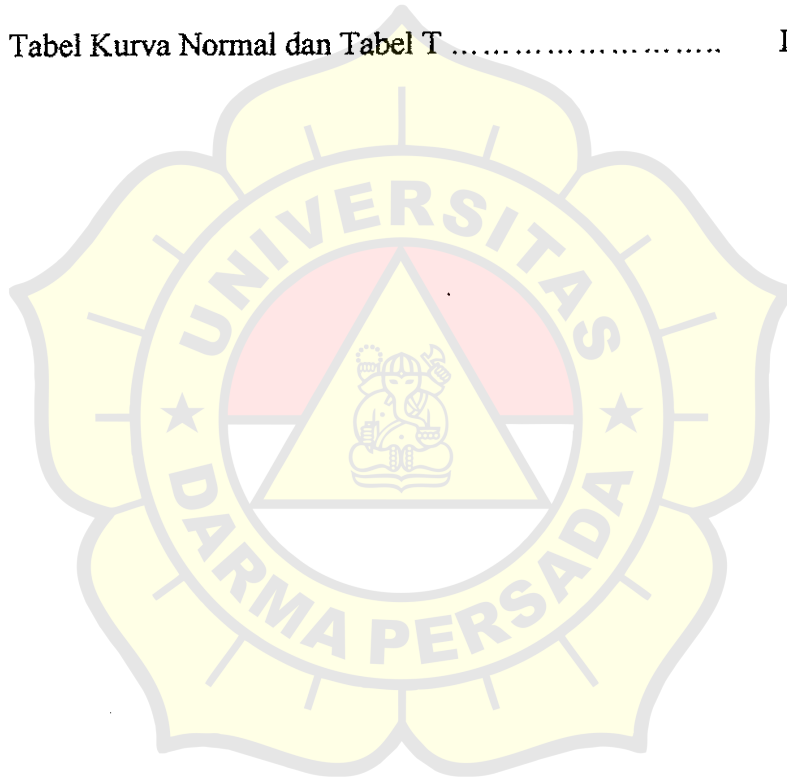 Tabel Kurva Normal dan Tabel T ...........................
UNIVERSITAS
DARMA PERSADA